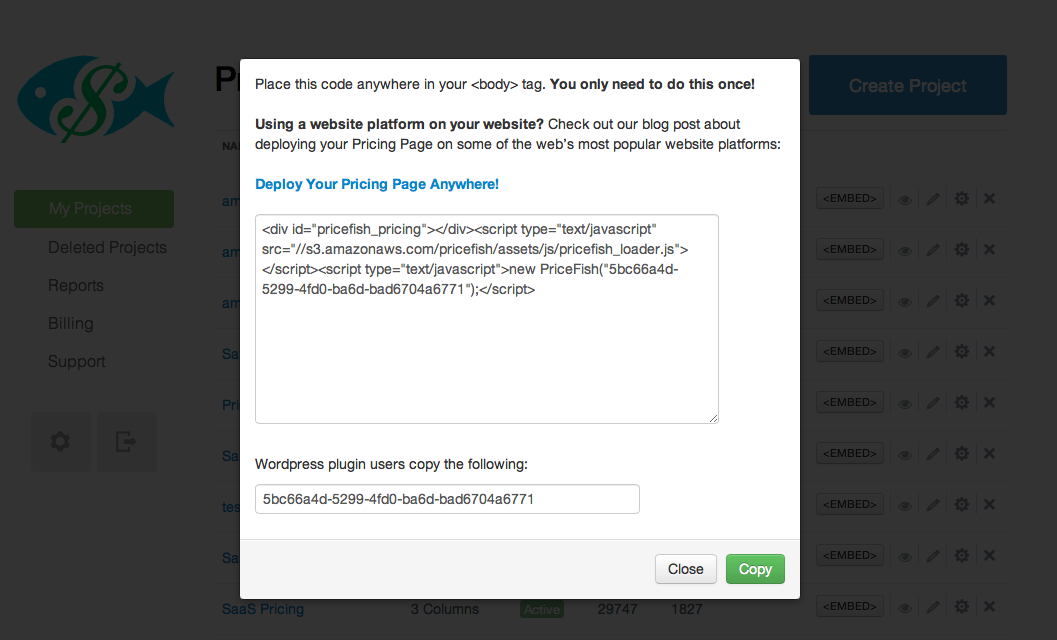 Pr
Create Project
Place this code anywhere in your <body> tag. You only need to do this once!
Using a website platform on your website? Check out our blog post about
deploying your Pricing Page on some of the web's most popular website platforms:
Deploy Your Pricing Page Anywhere!
<div id="pricefish_pricing"></div><script type="text/javascript"
src="//s3.amazonaws.com/pricefish/assets/js/pricefish_loader.js">
</script><script type="text/javascript">new PriceFish("5bc66a4d-
5299-4fd0-ba6d-bad6704a6771");</script>
Wordpress plugin users copy the following:
5bc66a4d-5299-4fd0-ba6d-bad6704a6771
Close
Copy
My Projects
Deleted Projects
Reports
Billing
Support
NA
am
<EMBED>
am
<EMBED>
am
<EMBED>
Saa
<EMBED>
Pri
<EMBED>
Sa
<EMBED>
tes
<EMBED>
Sa
<EMBED>
SaaS Pricing 3 Columns Active 29747 1827 <EMBED>